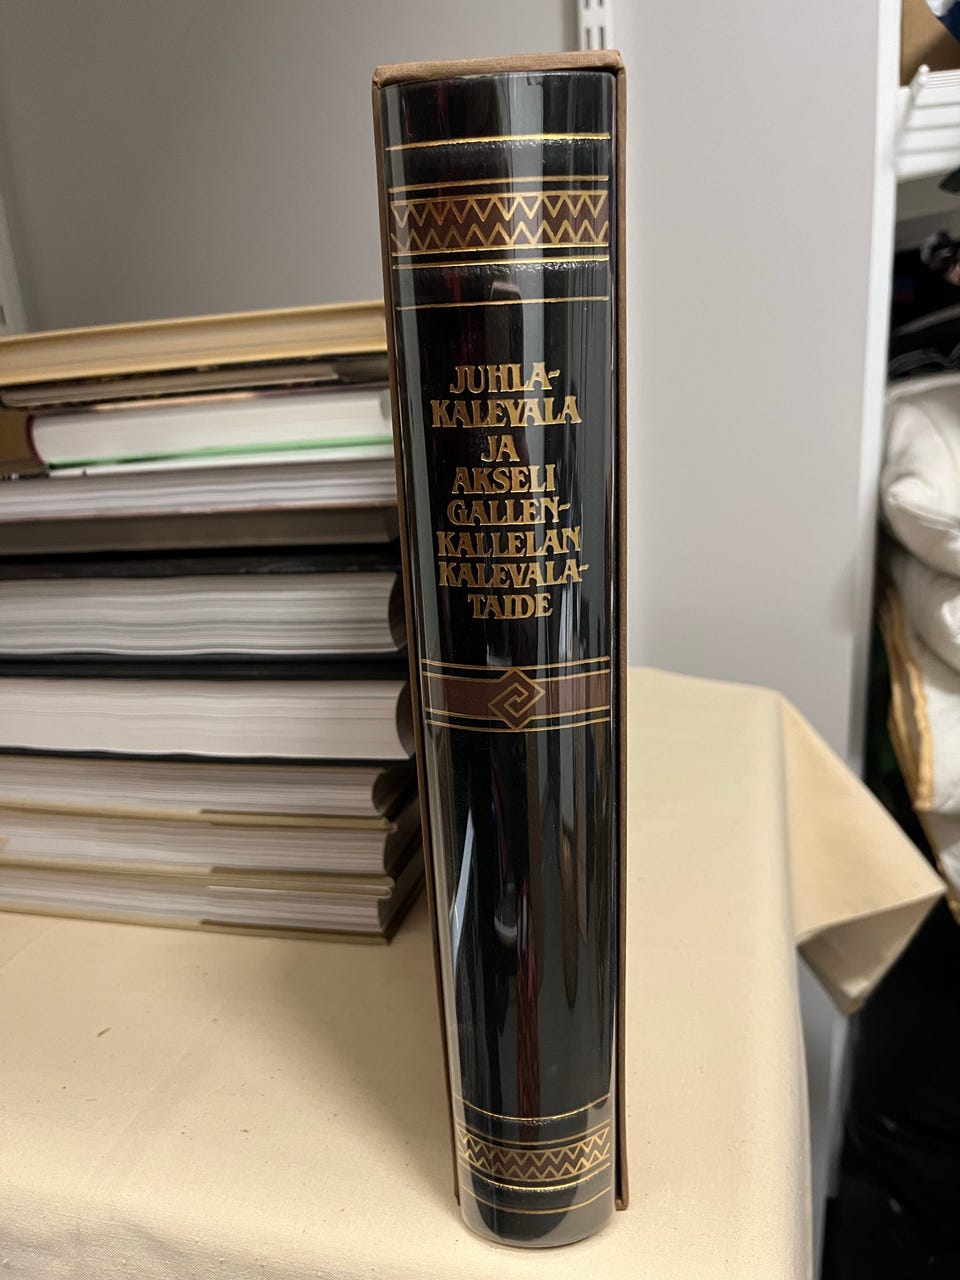 JUHLA-
KALEVALA
JA
AKSELI
GALLEN-
KALLELAN
KALEVALA-
TAIDE